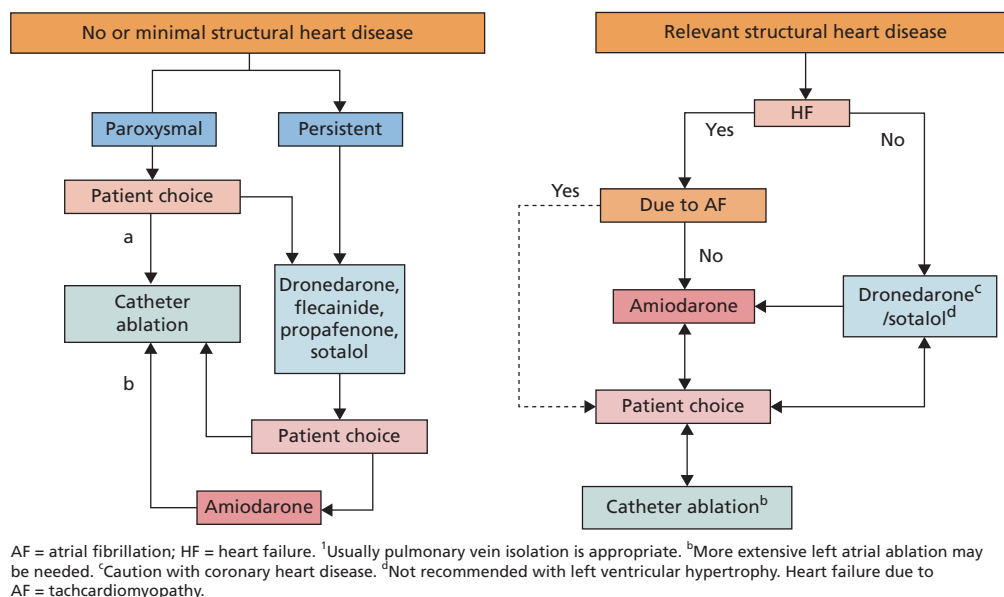 No or minimal structural heart disease
Paroxysmal
Persistent
Patient choice
a
Catheter
ablation
Dronedarone,
flecainide,
propafenone,
sotalol
b
Patient choice
Amiodarone
Relevant structural heart disease
HF
Yes
No
Yes
Due to AF
No
Amiodarone
Dronedaroneᶜ
/sotalolᵈ
Patient choice
Catheter ablationᵇ
AF = atrial fibrillation; HF = heart failure. ¹Usually pulmonary vein isolation is appropriate. ᵇMore extensive left atrial ablation may
be needed. ᶜCaution with coronary heart disease. ᵈNot recommended with left ventricular hypertrophy. Heart failure due to
AF = tachcardiomyopathy.